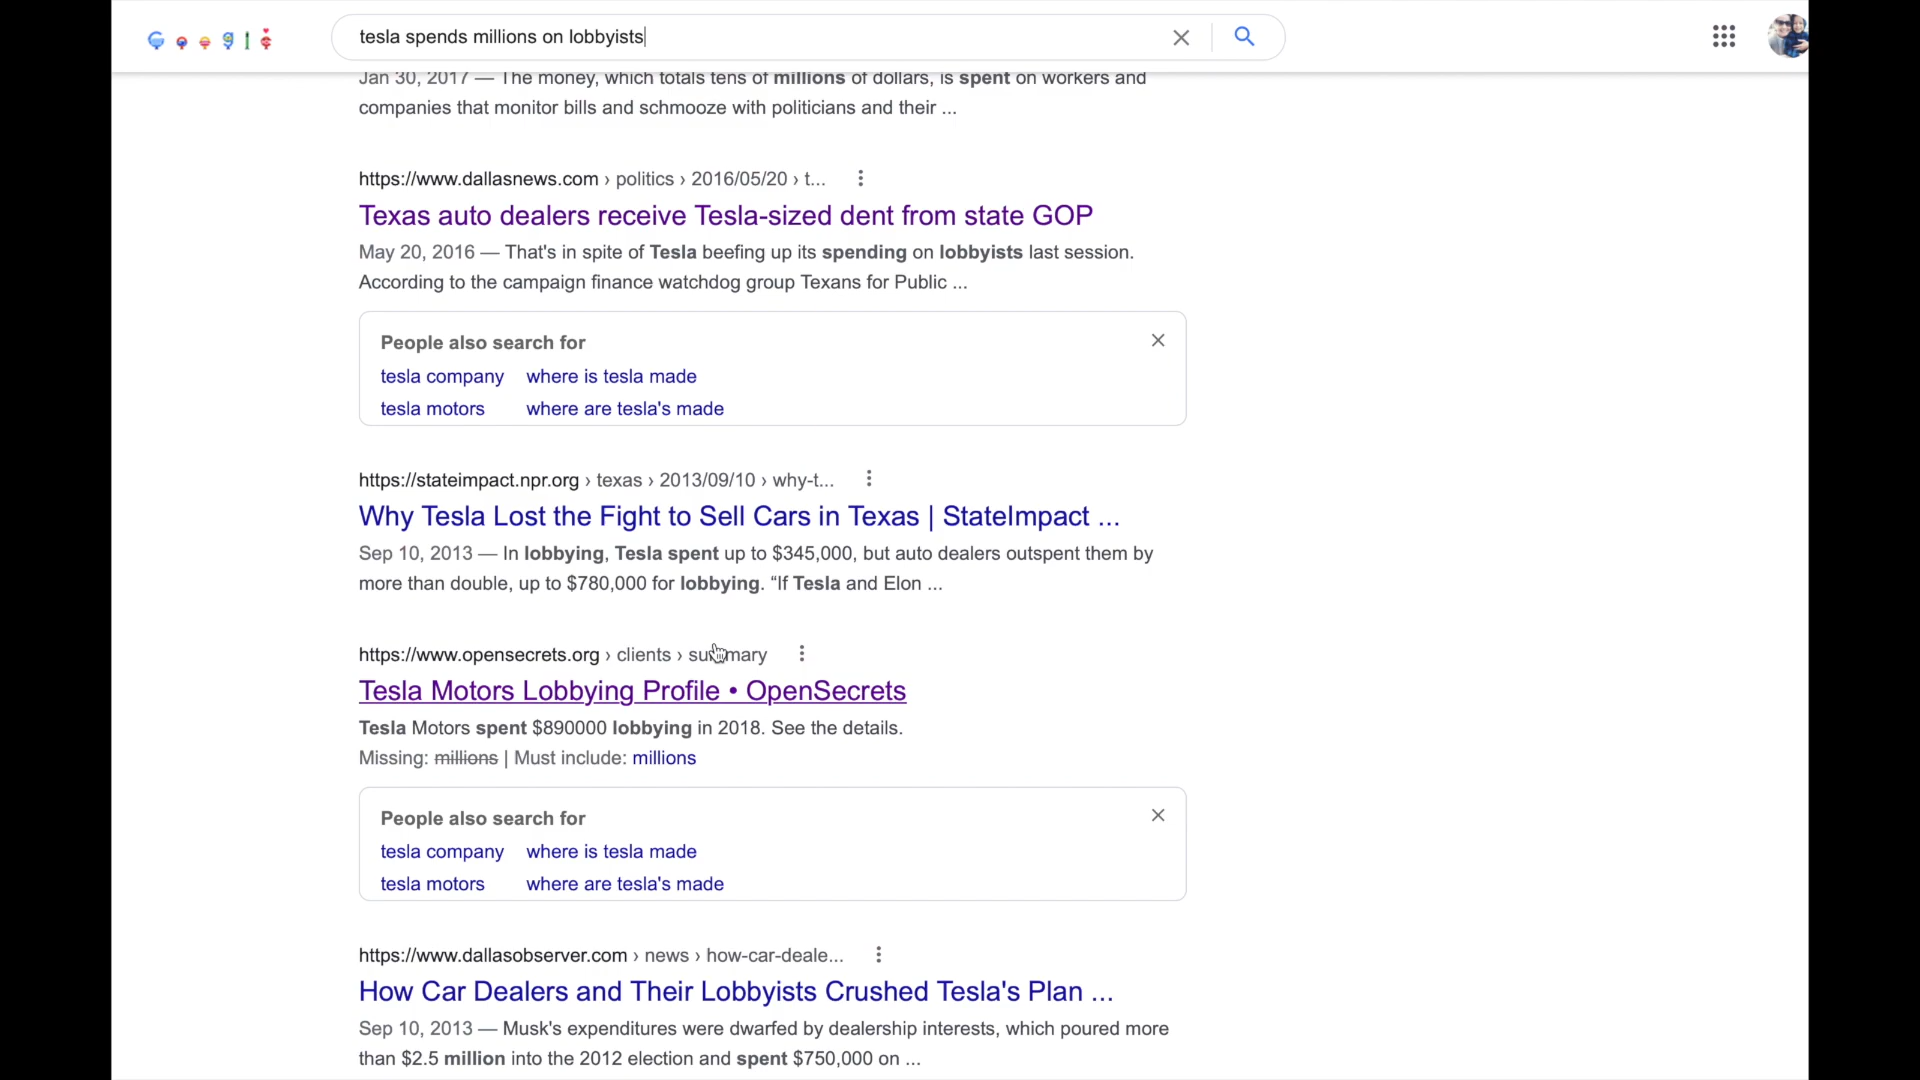 Google
tesla spends millions on lobbyists
Jan 30, 2017 — The money, which totals tens of millions of dollars, is spent on workers and
companies that monitor bills and schmooze with politicians and their ...
https://www.dallasnews.com › politics › 2016/05/20 › t...
Texas auto dealers receive Tesla-sized dent from state GOP
May 20, 2016 — That's in spite of Tesla beefing up its spending on lobbyists last session.
According to the campaign finance watchdog group Texans for Public ...
People also search for
tesla company where is tesla made
tesla motors where are tesla's made
https://stateimpact.npr.org › texas › 2013/09/10 › why-t...
Why Tesla Lost the Fight to Sell Cars in Texas | StateImpact ...
Sep 10, 2013 — In lobbying, Tesla spent up to $345,000, but auto dealers outspent them by
more than double, up to $780,000 for lobbying. “If Tesla and Elon ...
https://www.opensecrets.org › clients › summary
Tesla Motors Lobbying Profile • OpenSecrets
Tesla Motors spent $890000 lobbying in 2018. See the details.
Missing: millions | Must include: millions
People also search for
tesla company where is tesla made
tesla motors where are tesla's made
https://www.dallasobserver.com › news › how-car-deale...
How Car Dealers and Their Lobbyists Crushed Tesla's Plan ...
Sep 10, 2013 — Musk's expenditures were dwarfed by dealership interests, which poured more
than $2.5 million into the 2012 election and spent $750,000 on ...